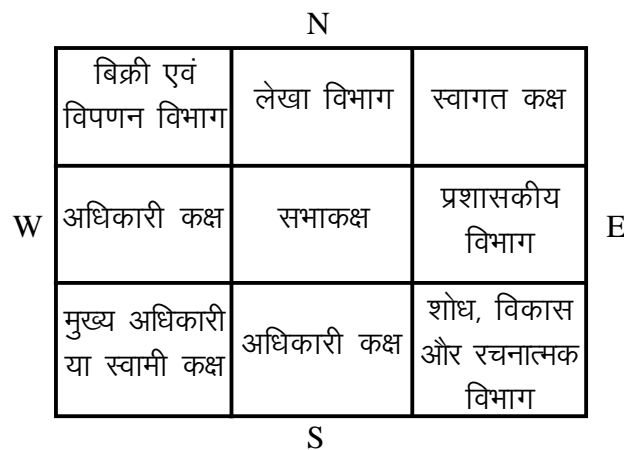 N
बिक्री एवं
विपणन विभाग
लेखा विभाग
स्वागत कक्ष
W
अधिकारी कक्ष
सभाकक्ष
प्रशासकीय
विभाग
E
मुख्य अधिकारी
या स्वामी कक्ष
अधिकारी कक्ष
शोध, विकास
और रचनात्मक
विभाग
S